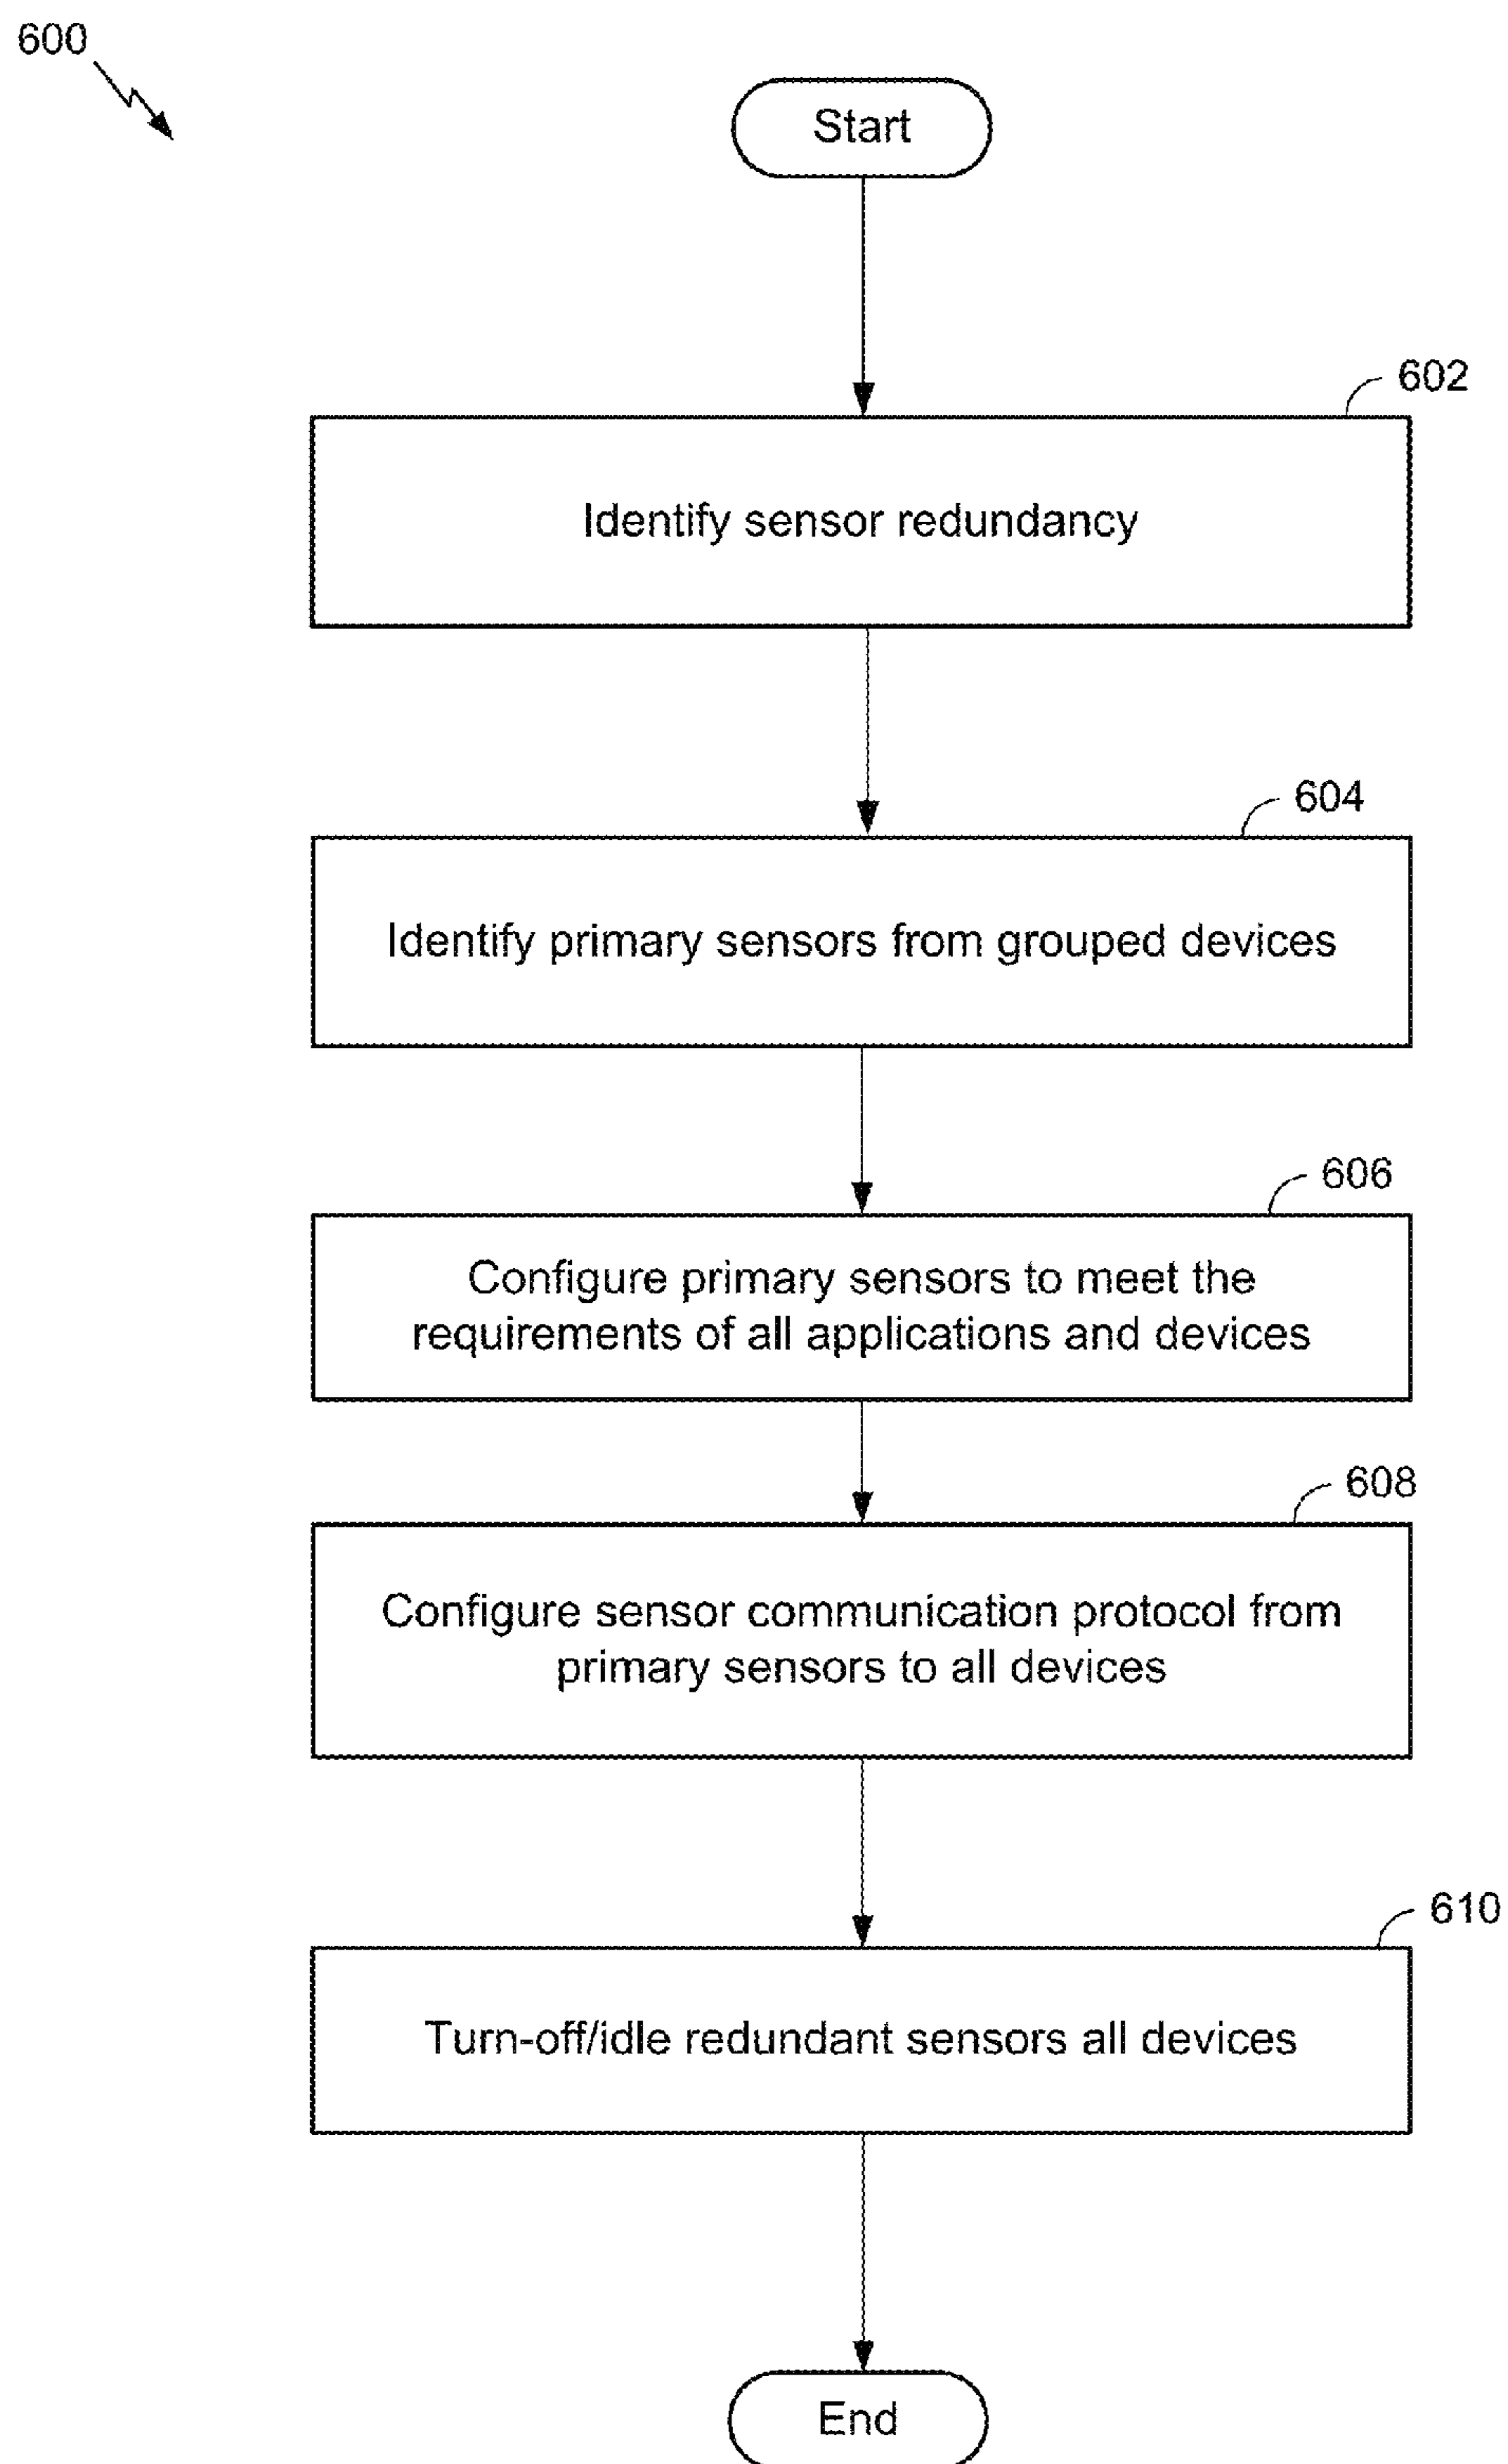 600
Start
602
Identify sensor redundancy
604
Identify primary sensors from grouped devices
606
Configure primary sensors to meet the
requirements of all applications and devices
608
Configure sensor communication protocol from
primary sensors to all devices
610
Turn-off/idle redundant sensors all devices
End